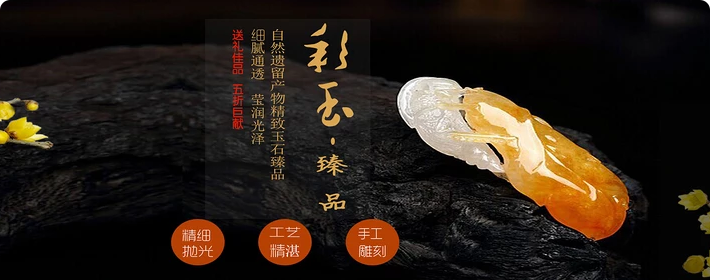 彩玉·臻品
自然遗留产物精致玉石臻品
细腻通透 莹润光泽
送礼佳品 五折巨献
精细
抛光
工艺
精湛
手工
雕刻